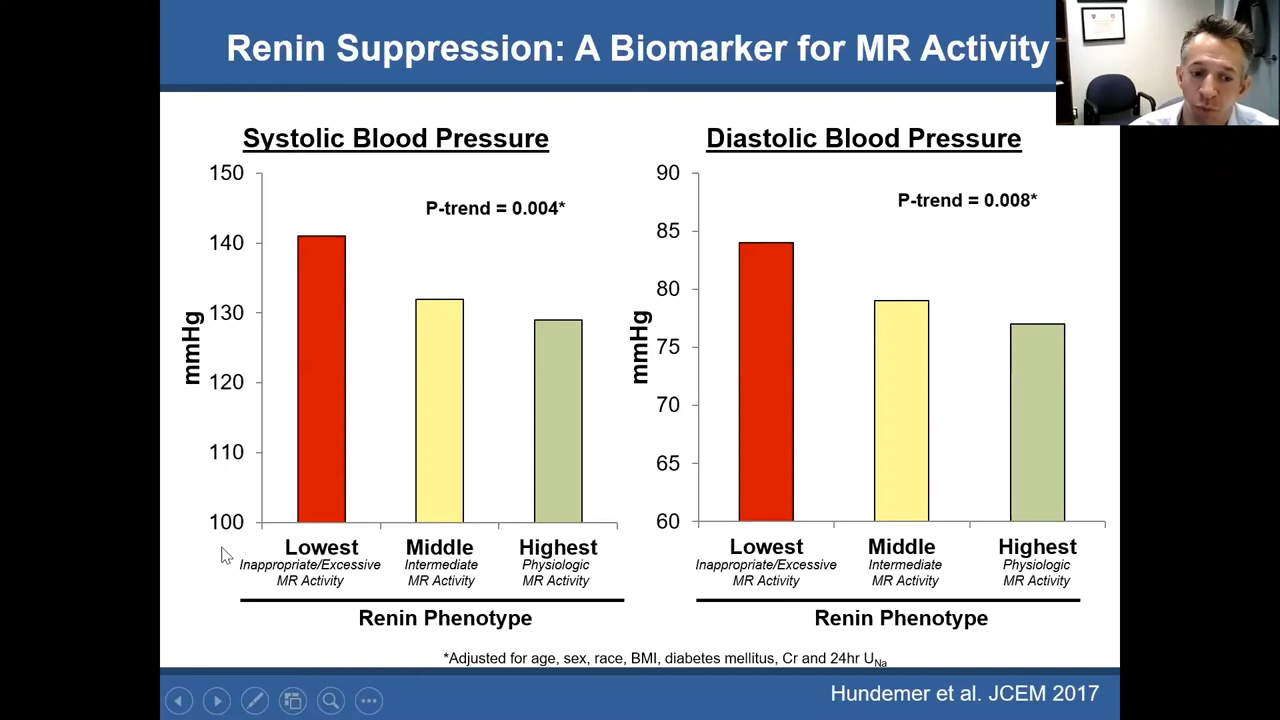 Renin Suppression: A Biomarker for MR Activity
Systolic Blood Pressure
150
140
130
120
110
100
mmHg
P-trend = 0.004*
Lowest
Inappropriate/Excessive
MR Activity
Middle
Intermediate
MR Activity
Highest
Physiologic
MR Activity
Renin Phenotype
Diastolic Blood Pressure
90
85
80
75
70
65
60
mmHg
P-trend = 0.008*
Lowest
Inappropriate/Excessive
MR Activity
Middle
Intermediate
MR Activity
Highest
Physiologic
MR Activity
Renin Phenotype
*Adjusted for age, sex, race, BMI, diabetes mellitus, Cr and 24hr UNa
Hundemer et al. JCEM 2017